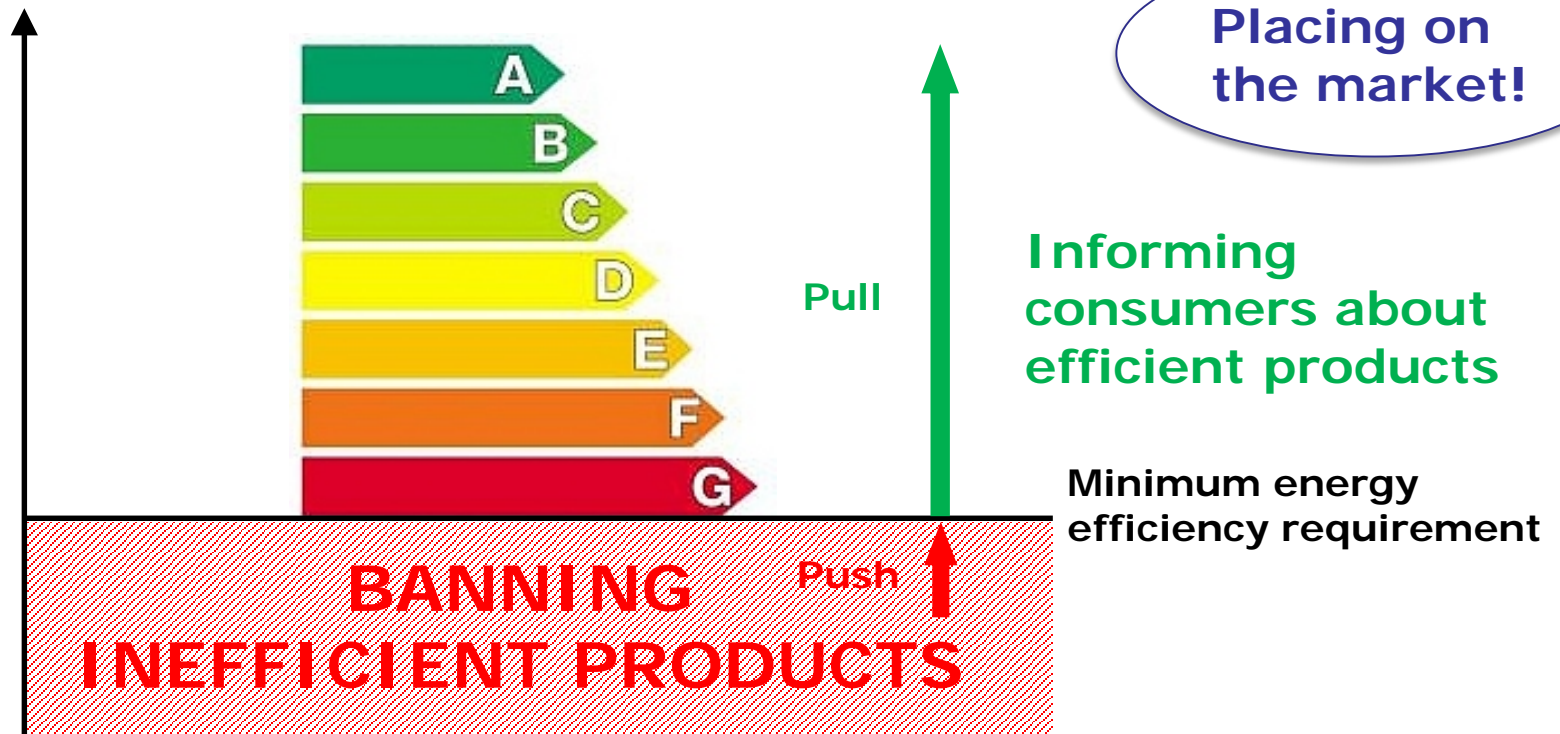 Placing on
the market!
A
B
C
D
E
F
G
Pull
Informing
consumers about
efficient products
Minimum energy
efficiency requirement
Push
BANNING
INEFFICIENT PRODUCTS